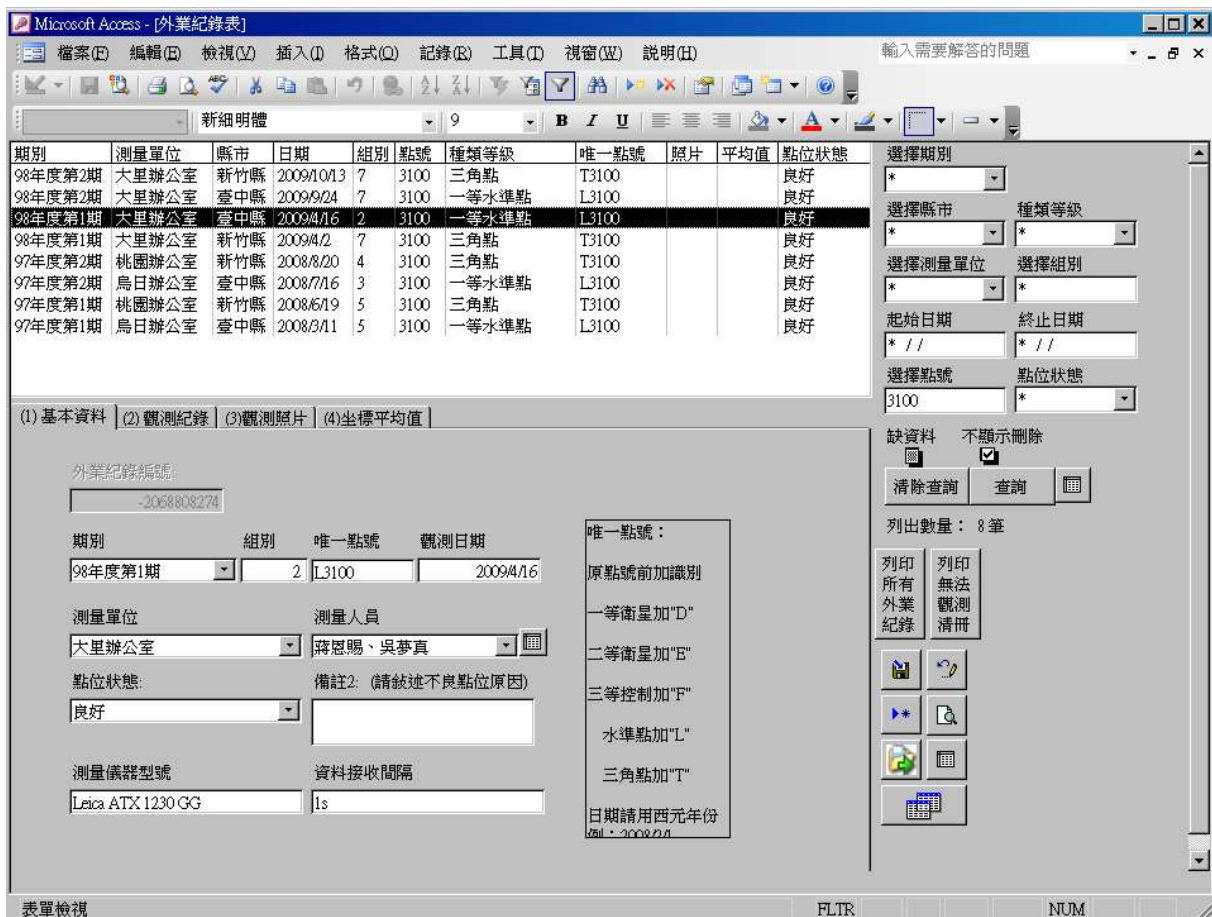 Microsoft Access - [外業紀錄表]
檔案(F) 編輯(E) 檢視(V) 插入(I) 格式(O) 記錄(R) 工具(T) 視窗(W) 説明(H) 輸入需要解答的問題
新細明體 9 B I U A
期別 測量單位 縣市 日期 組別 點號 種類等級 唯一點號 照片 平均值 點位狀態
98年度第2期 大里辦公室 新竹縣 2009/10/13 7 3100 三角點 T3100 良好
98年度第2期 大里辦公室 臺中縣 2009/9/24 7 3100 一等水準點 L3100 良好
98年度第1期 大里辦公室 臺中縣 2009/4/16 2 3100 一等水準點 L3100 良好
98年度第1期 大里辦公室 新竹縣 2009/4/2 7 3100 三角點 T3100 良好
97年度第2期 桃園辦公室 新竹縣 2008/8/20 4 3100 三角點 T3100 良好
97年度第2期 烏日辦公室 臺中縣 2008/7/16 3 3100 一等水準點 L3100 良好
97年度第1期 桃園辦公室 新竹縣 2008/6/19 5 3100 三角點 T3100 良好
97年度第1期 烏日辦公室 臺中縣 2008/3/11 5 3100 一等水準點 L3100 良好
選擇期別
*
選擇縣市 種類等級
* *
選擇測量單位 選擇組別
* *
起始日期 終止日期
* / / * / /
選擇點號 點位狀態
3100 *
缺資料 不顯示刪除
清除查詢 查詢
列出數量： 8筆
列印所有外業紀錄 列印無法觀測清冊
(1) 基本資料 (2) 觀測紀錄 (3)觀測照片 (4)坐標平均值
外業紀錄編號:
-2068808274
期別 組別 唯一點號 觀測日期
98年度第1期 2 L3100 2009/4/16
測量單位 測量人員
大里辦公室 蔣恩賜、吳夢真
點位狀態: 備註2: (請敍述不良點位原因)
良好
測量儀器型號 資料接收間隔
Leica ATX 1230 GG 1s
唯一點號：
原點號前加識別
一等衛星加"D"
二等衛星加"E"
三等控制加"F"
水準點加"L"
三角點加"T"
日期請用西元年份
例：2008/2/1
表單檢視 FLTR NUM